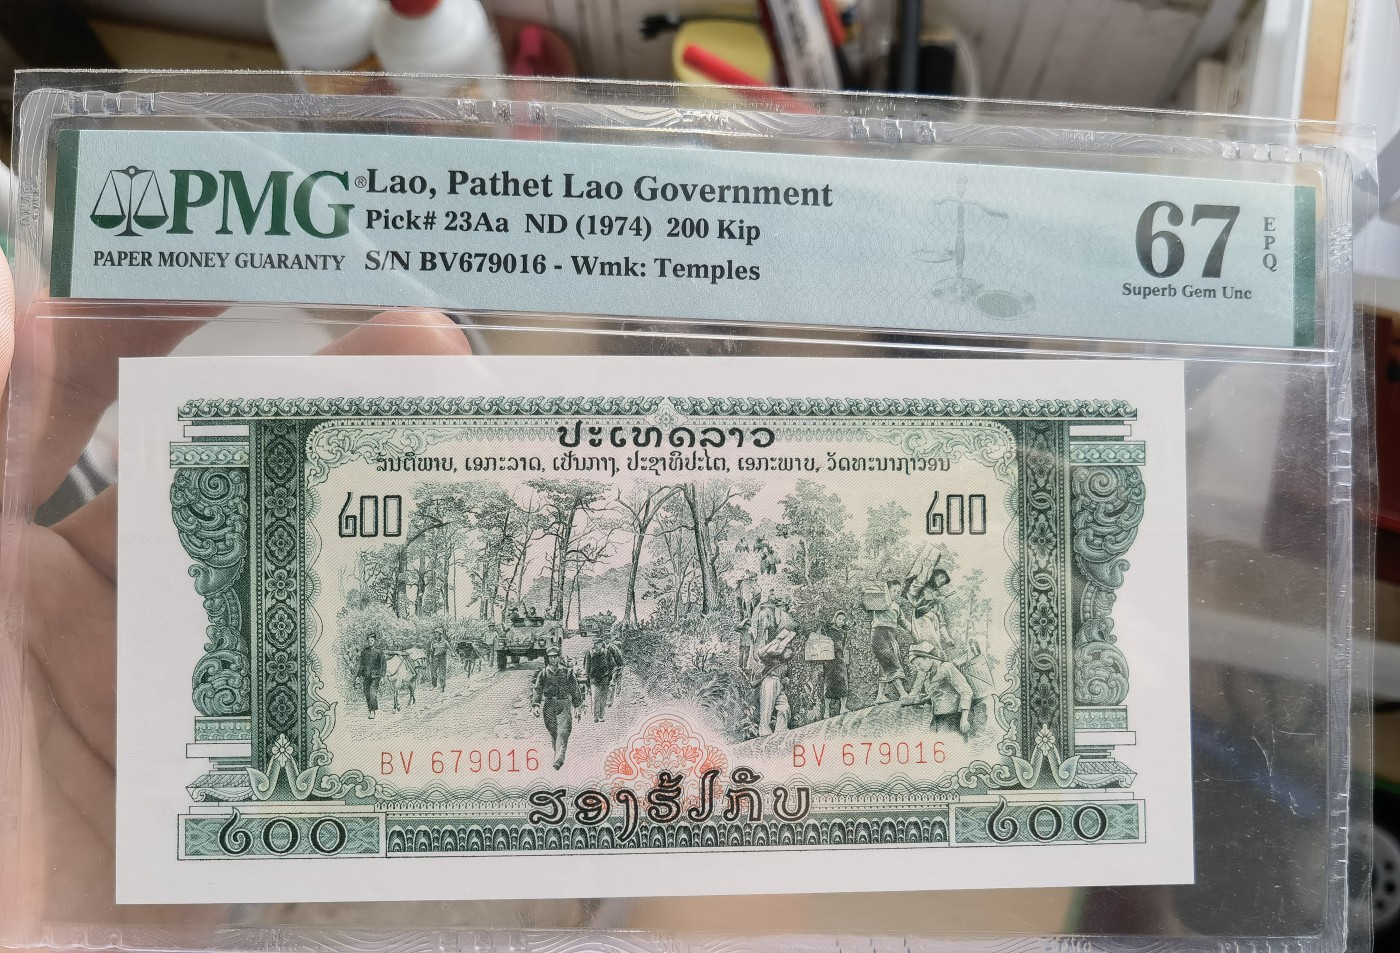 PMG® Lao, Pathet Lao Government
Pick# 23Aa ND (1974) 200 Kip
PAPER MONEY GUARANTY S/N BV679016 - Wmk: Temples
67 EPQ
Superb Gem Unc
ປະເທດລາວ
ສັນຕິພາບ, ເອກະລາດ, ເປັນກາງ, ປະຊາທິປະໄຕ, ເອກະພາບ, ວັດທະນາຖາວອນ
໒໐໐ ໒໐໐
BV 679016 BV 679016
ສອງຮ້ອຍກີບ
໒໐໐ ໒໐໐